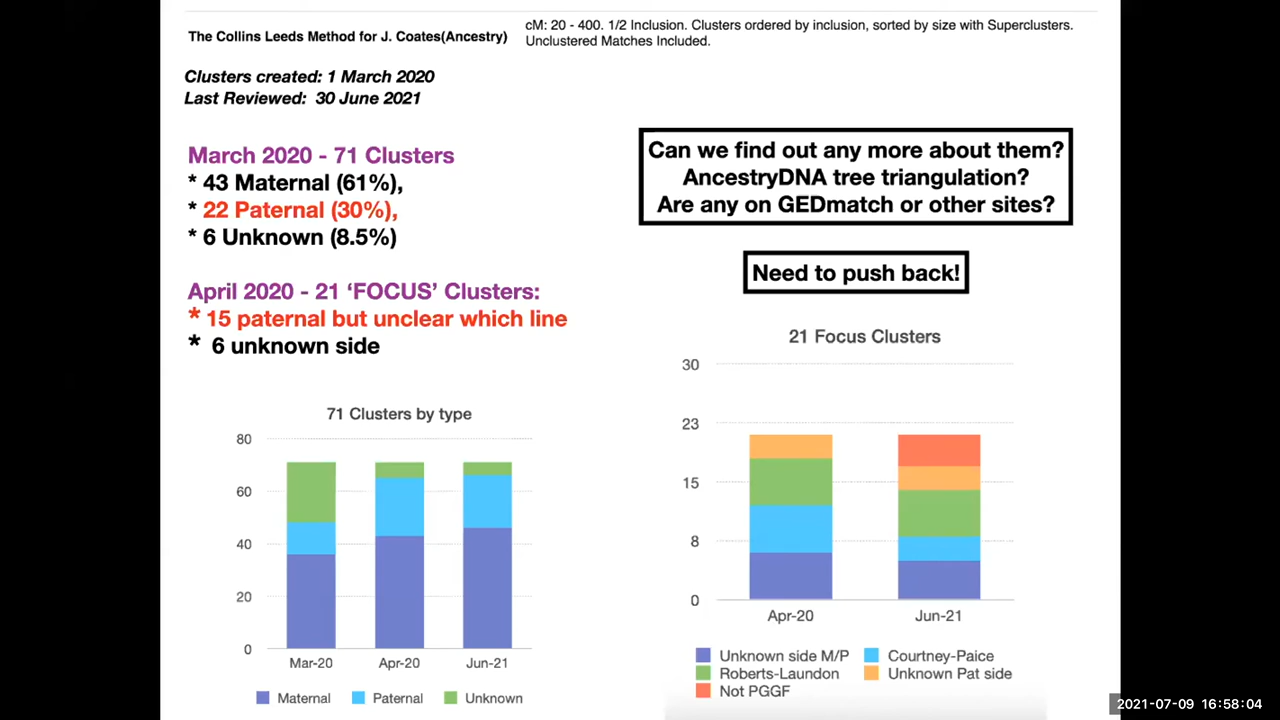 The Collins Leeds Method for J. Coates(Ancestry)
cM: 20 - 400. 1/2 Inclusion. Clusters ordered by inclusion, sorted by size with Superclusters.
Unclustered Matches Included.
Clusters created: 1 March 2020
Last Reviewed: 30 June 2021
March 2020 - 71 Clusters
* 43 Maternal (61%),
* 22 Paternal (30%),
* 6 Unknown (8.5%)
April 2020 - 21 ‘FOCUS’ Clusters:
* 15 paternal but unclear which line
* 6 unknown side
Can we find out any more about them?
AncestryDNA tree triangulation?
Are any on GEDmatch or other sites?
Need to push back!
71 Clusters by type
80
60
40
20
0
Mar-20 Apr-20 Jun-21
Maternal Paternal Unknown
21 Focus Clusters
30
23
15
8
0
Apr-20 Jun-21
Unknown side M/P Courtney-Paice
Roberts-Laundon Unknown Pat side
Not PGGF
2021-07-09 16:58:04